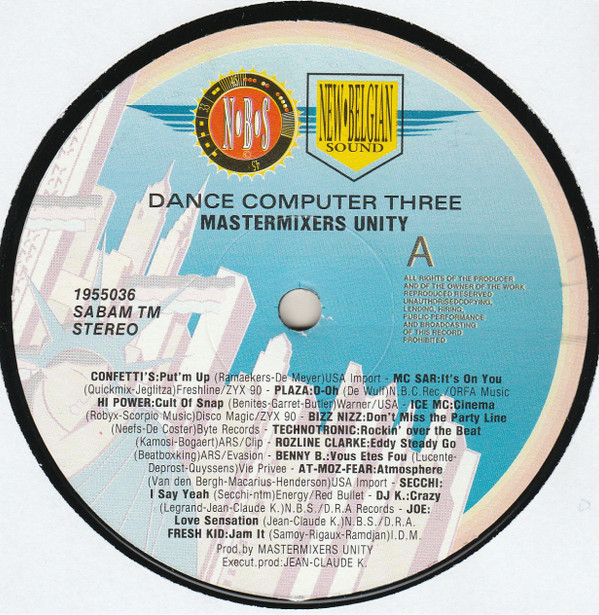 33
45
N•B•O•S
45
NEW•BELGIAN
SOUND
DANCE COMPUTER THREE
MASTERMIXERS UNITY
A
1955036
SABAM TM
STEREO
ALL RIGHTS OF THE PRODUCER
AND OF THE OWNER OF THE WORK
REPRODUCED RESERVED
UNAUTHORISEDCOPYING,
LENDING, HIRING,
PUBLIC PERFORMANCE
AND BROADCASTING
OF THIS RECORD
PROHIBITED
CONFETTI'S:Put'm Up (Ramaekers-De Meyer)USA Import - MC SAR:It's On You
(Quickmix-Jeglitza)Freshline/ZYX 90 - PLAZA:O-Oh (De Wulf)N.B.C.Rec./ORFA Music
HI POWER:Cult Of Snap (Benites-Garret-Butler)Warner/USA - ICE MC:Cinema
(Robyx-Scorpio Music)Disco Magic/ZYX 90 - BIZZ NIZZ:Don't Miss the Party Line
(Neefs-De Coster)Byte Records - TECHNOTRONIC:Rockin' over the Beat
(Kamosi-Bogaert)ARS/Clip - ROZLINE CLARKE:Eddy Steady Go
(Beatboxking)ARS/Evasion - BENNY B.:Vous Etes Fou (Lucente-
Deprost-Quyssens)Vie Privee - AT-MOZ-FEAR:Atmosphere
(Van den Bergh-Macarius-Henderson)USA Import - SECCHI:
I Say Yeah (Secchi-ntm)Energy/Red Bullet - DJ K.:Crazy
(Legrand-Jean-Claude K.)N.B.S./D.R.A Records - JOE:
Love Sensation (Jean-Claude K.)N.B.S./D.R.A.
FRESH KID:Jam It (Samoy-Rigaux-Ramdjan)I.D.M.
Prod.by MASTERMIXERS UNITY
Execut.prod:JEAN-CLAUDE K.